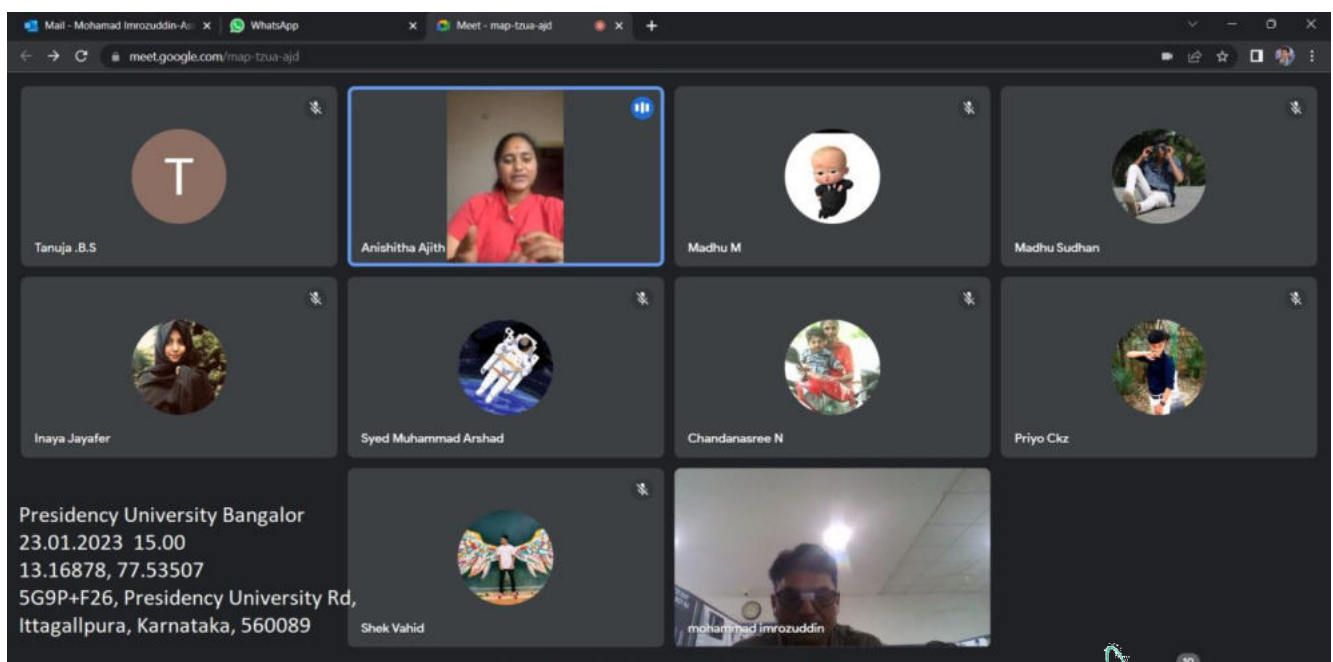 Mail - Mohamad Imrozuddin-As
WhatsApp
Meet - map-tzua-ajd
meet.google.com/map-tzua-ajd
T
Tanuja .B.S
Anishitha Ajith
Madhu M
Madhu Sudhan
Inaya Jayafer
Syed Muhammad Arshad
Chandanasree N
Priyo Ckz
Presidency University Bangalor
23.01.2023 15.00
13.16878, 77.53507
5G9P+F26, Presidency University Rd,
Ittagallpura, Karnataka, 560089
Shek Vahid
mohammad imrozuddin
10